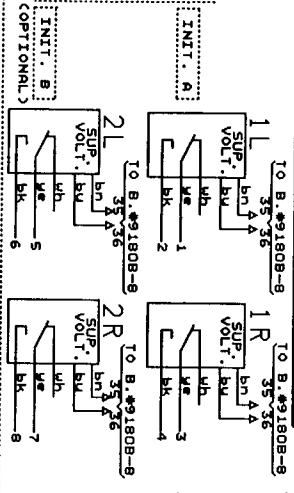 INIT. A
1L
TO B. #91808-8
35 36
SUP. VOLT.
bn
bu
wh
ye
bk
1
2
1R
TO B. #91808-8
35 36
SUP. VOLT.
bn
bu
wh
ye
bk
3
4
INIT. B
(OPTIONAL)
2L
TO B. #91808-8
35 36
SUP. VOLT.
bn
bu
wh
ye
bk
5
6
2R
TO B. #91808-8
35 36
SUP. VOLT.
bn
bu
wh
ye
bk
7
8